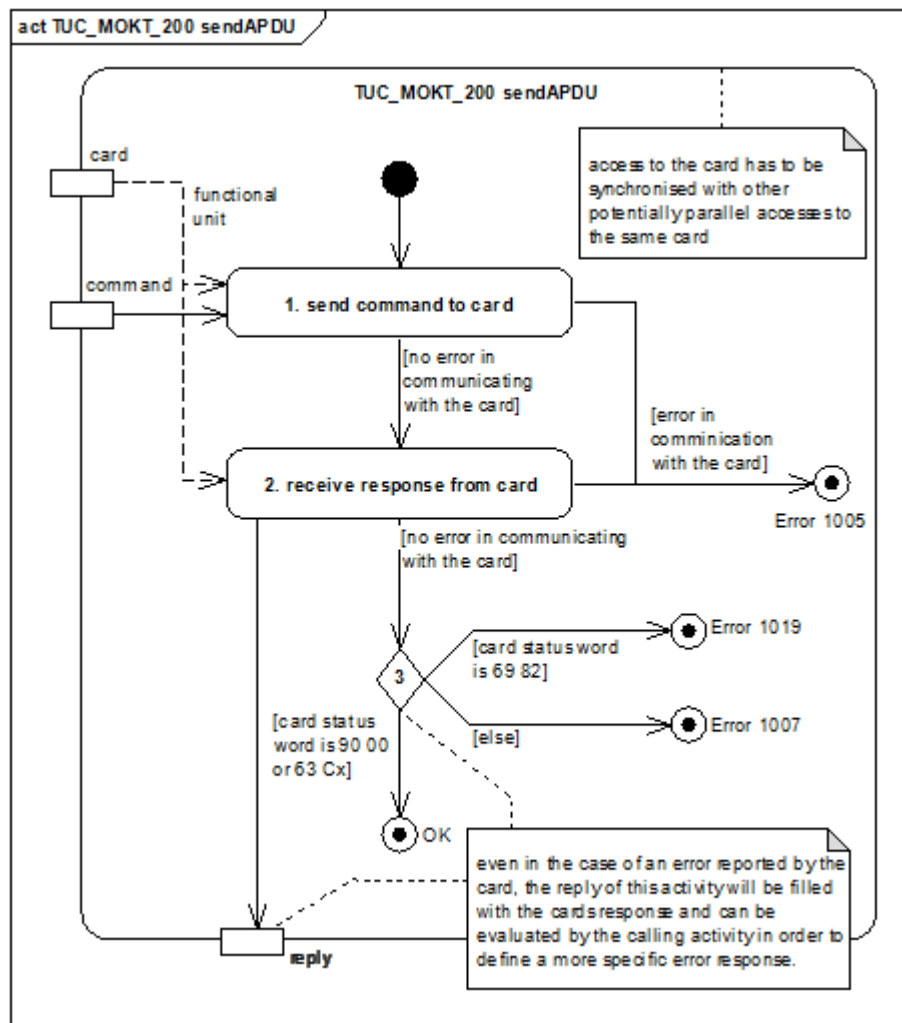 act TUC_MOKT_200 sendAPDU
TUC_MOKT_200 sendAPDU
access to the card has to be
synchronised with other
potentially parallel accesses to
the same card
card
functional
unit
command
1. send command to card
[no error in
communicating
with the card]
[error in
comminication
with the card]
2. receive response from card
Error 1005
[no error in communicating
with the card]
Error 1019
[card status word
is 69 82]
3
[card status
word is 90 00
or 63 Cx]
[else]
Error 1007
OK
even in the case of an error reported by the
card, the reply of this activity will be filled
with the cards response and can be
evaluated by the calling activity in order to
define a more specific error response.
reply